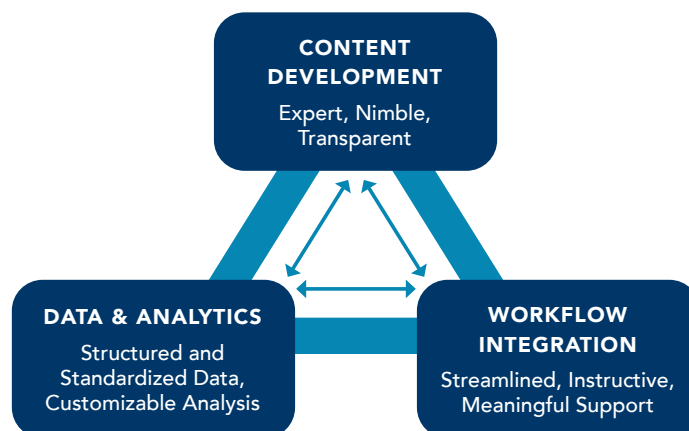 CONTENT
DEVELOPMENT
Expert, Nimble,
Transparent
DATA & ANALYTICS
Structured and
Standardized Data,
Customizable Analysis
WORKFLOW
INTEGRATION
Streamlined, Instructive,
Meaningful Support